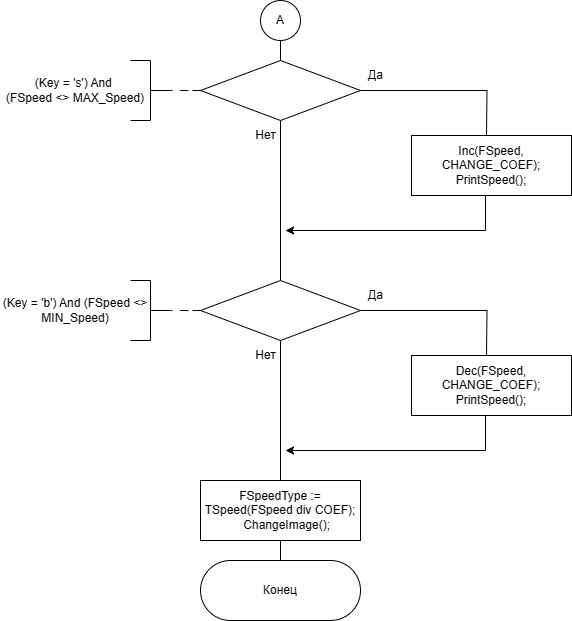 A
(Key = 's') And
(FSpeed <> MAX_Speed)
Да
Нет
Inc(FSpeed,
CHANGE_COEF);
PrintSpeed();
(Key = 'b') And (FSpeed <>
MIN_Speed)
Да
Нет
Dec(FSpeed,
CHANGE_COEF);
PrintSpeed();
FSpeedType :=
TSpeed(FSpeed div COEF);
ChangeImage();
Конец